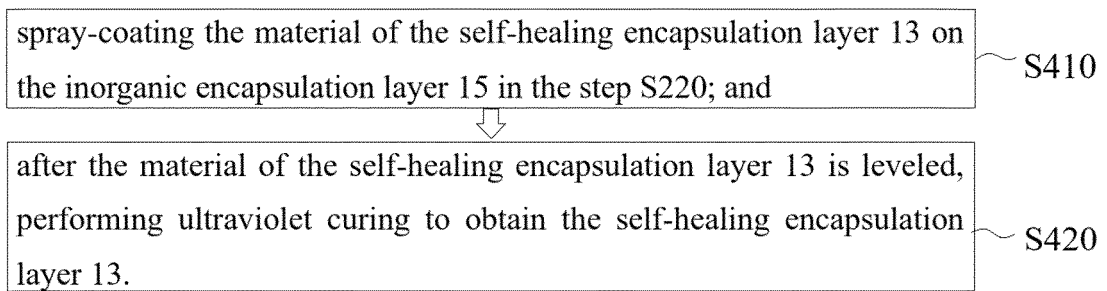 spray-coating the material of the self-healing encapsulation layer 13 on
the inorganic encapsulation layer 15 in the step S220; and
S410
after the material of the self-healing encapsulation layer 13 is leveled,
performing ultraviolet curing to obtain the self-healing encapsulation
layer 13.
S420